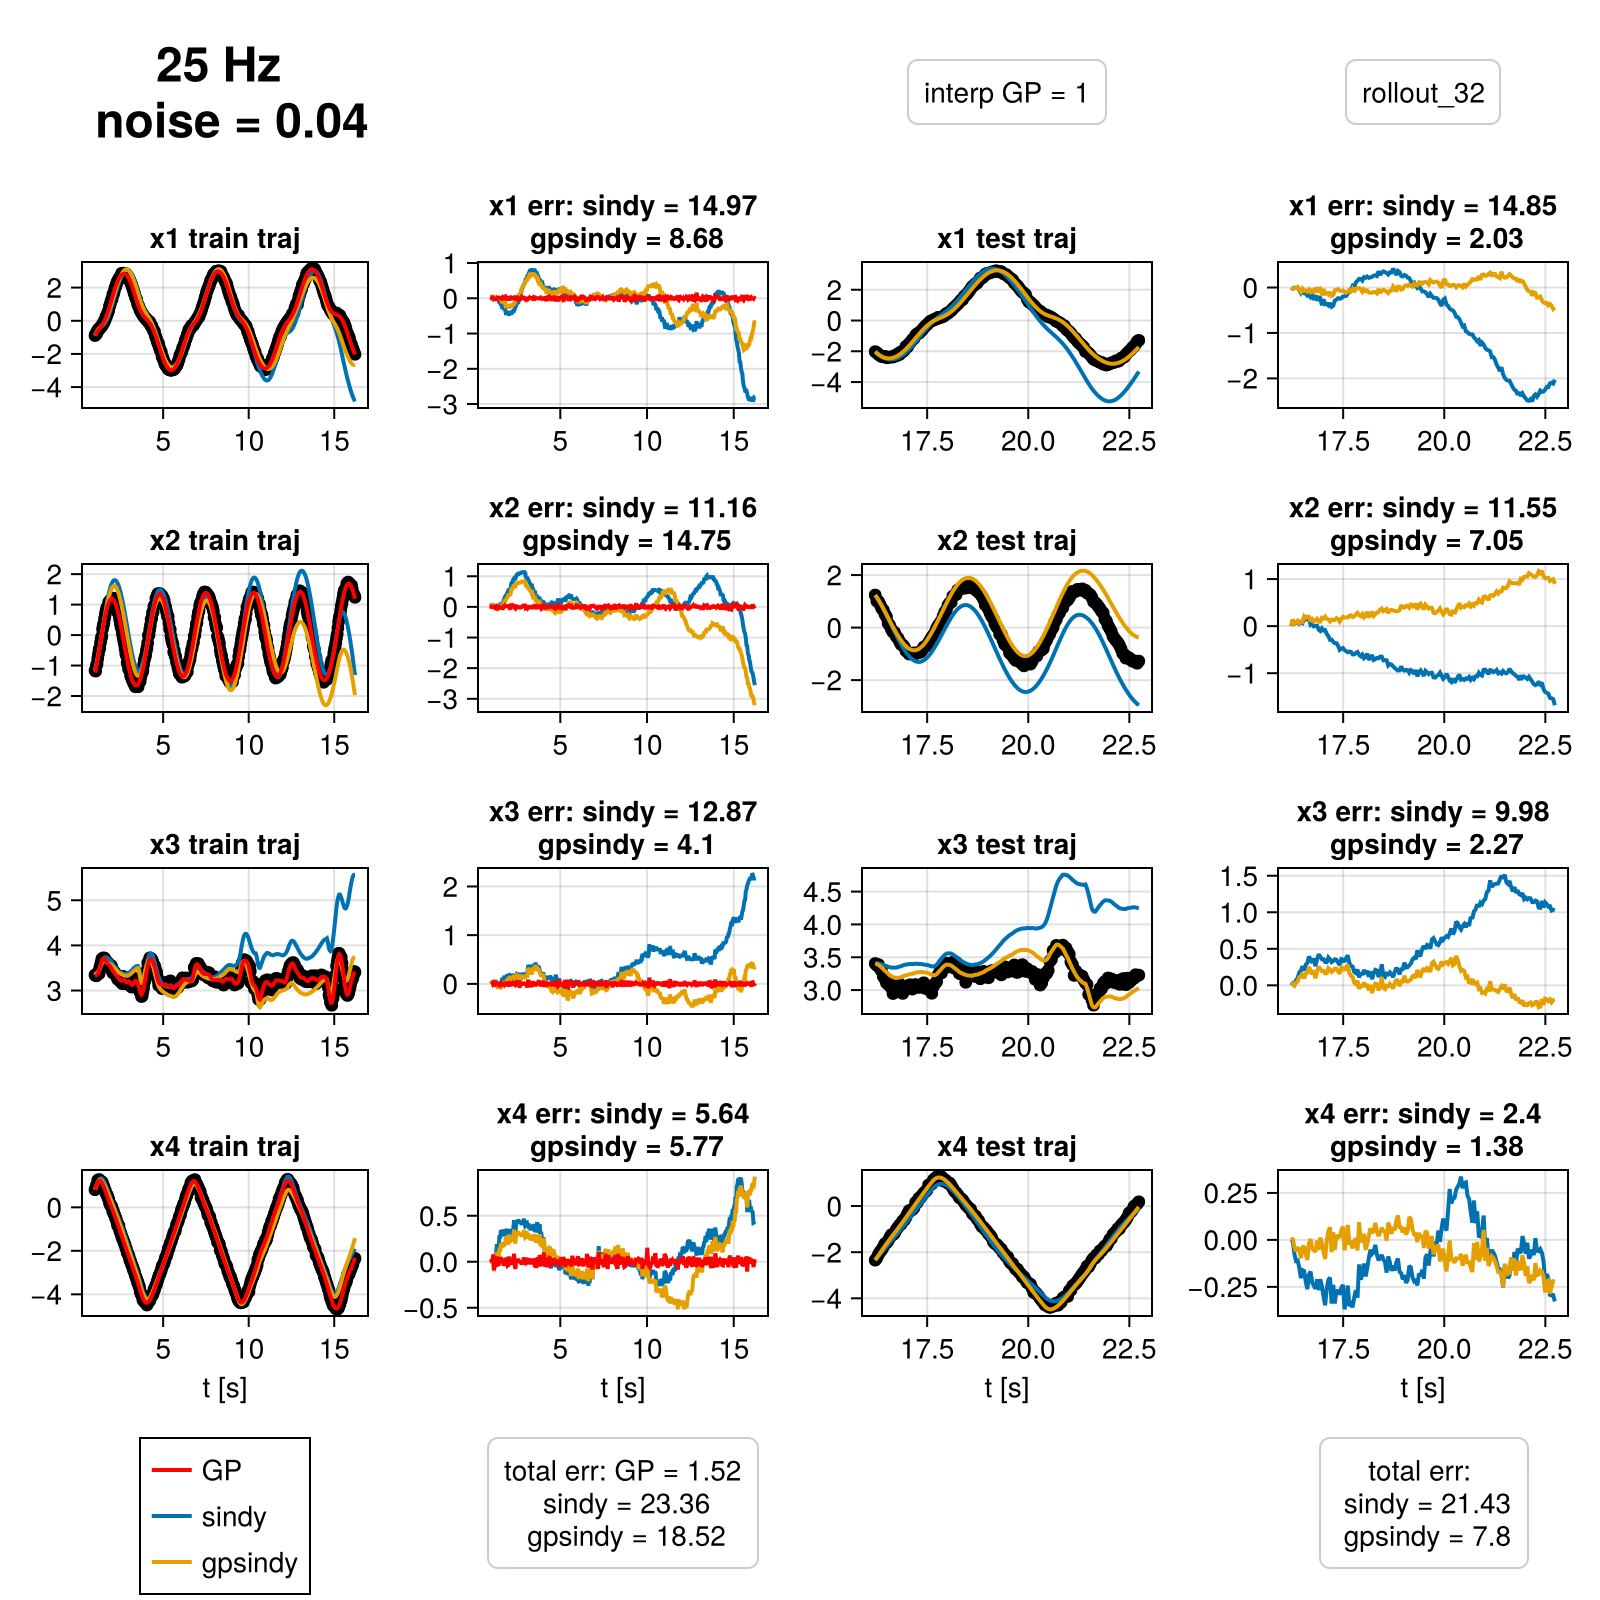 25 Hz
noise = 0.04
interp GP = 1
rollout_32
x1 train traj
2
0
−2
−4
5
10
15
x1 err: sindy = 14.97
gpsindy = 8.68
1
0
−1
−2
−3
5
10
15
x1 test traj
2
0
−2
−4
17.5
20.0
22.5
x1 err: sindy = 14.85
gpsindy = 2.03
0
−1
−2
17.5
20.0
22.5
x2 train traj
2
1
0
−1
−2
5
10
15
x2 err: sindy = 11.16
gpsindy = 14.75
1
0
−1
−2
−3
5
10
15
x2 test traj
2
0
−2
17.5
20.0
22.5
x2 err: sindy = 11.55
gpsindy = 7.05
1
0
−1
17.5
20.0
22.5
x3 train traj
5
4
3
5
10
15
x3 err: sindy = 12.87
gpsindy = 4.1
2
1
0
5
10
15
x3 test traj
4.5
4.0
3.5
3.0
17.5
20.0
22.5
x3 err: sindy = 9.98
gpsindy = 2.27
1.5
1.0
0.5
0.0
17.5
20.0
22.5
x4 train traj
0
−2
−4
5
10
15
t [s]
x4 err: sindy = 5.64
gpsindy = 5.77
0.5
0.0
−0.5
5
10
15
t [s]
x4 test traj
0
−2
−4
17.5
20.0
22.5
t [s]
x4 err: sindy = 2.4
gpsindy = 1.38
0.25
0.00
−0.25
17.5
20.0
22.5
t [s]
GP
sindy
gpsindy
total err: GP = 1.52
sindy = 23.36
gpsindy = 18.52
total err:
sindy = 21.43
gpsindy = 7.8